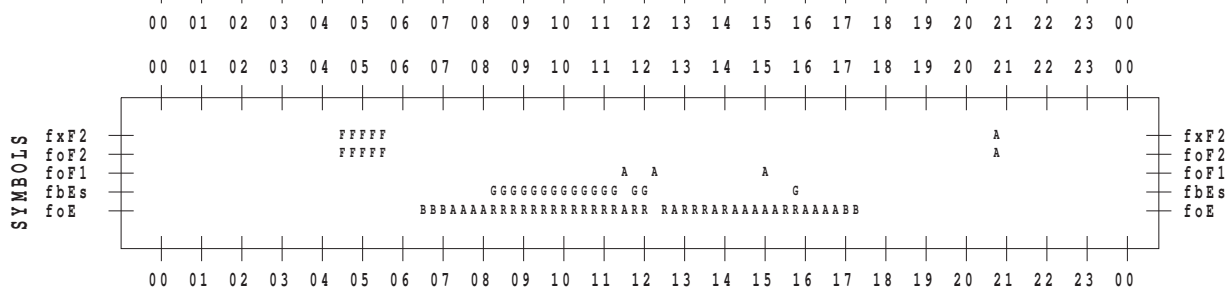 00 01 02 03 04 05 06 07 08 09 10 11 12 13 14 15 16 17 18 19 20 21 22 23 00
00 01 02 03 04 05 06 07 08 09 10 11 12 13 14 15 16 17 18 19 20 21 22 23 00
SYMBOLS
fxF2 FFFFF A fxF2
foF2 FFFFF A foF2
foF1 A A A foF1
fbEs GGGGGGGGGGGGG GG G fbEs
foE BBBAAAARRRRRRRRRRRRRARR RARRRARAAAAARRAAAABB foE
00 01 02 03 04 05 06 07 08 09 10 11 12 13 14 15 16 17 18 19 20 21 22 23 00